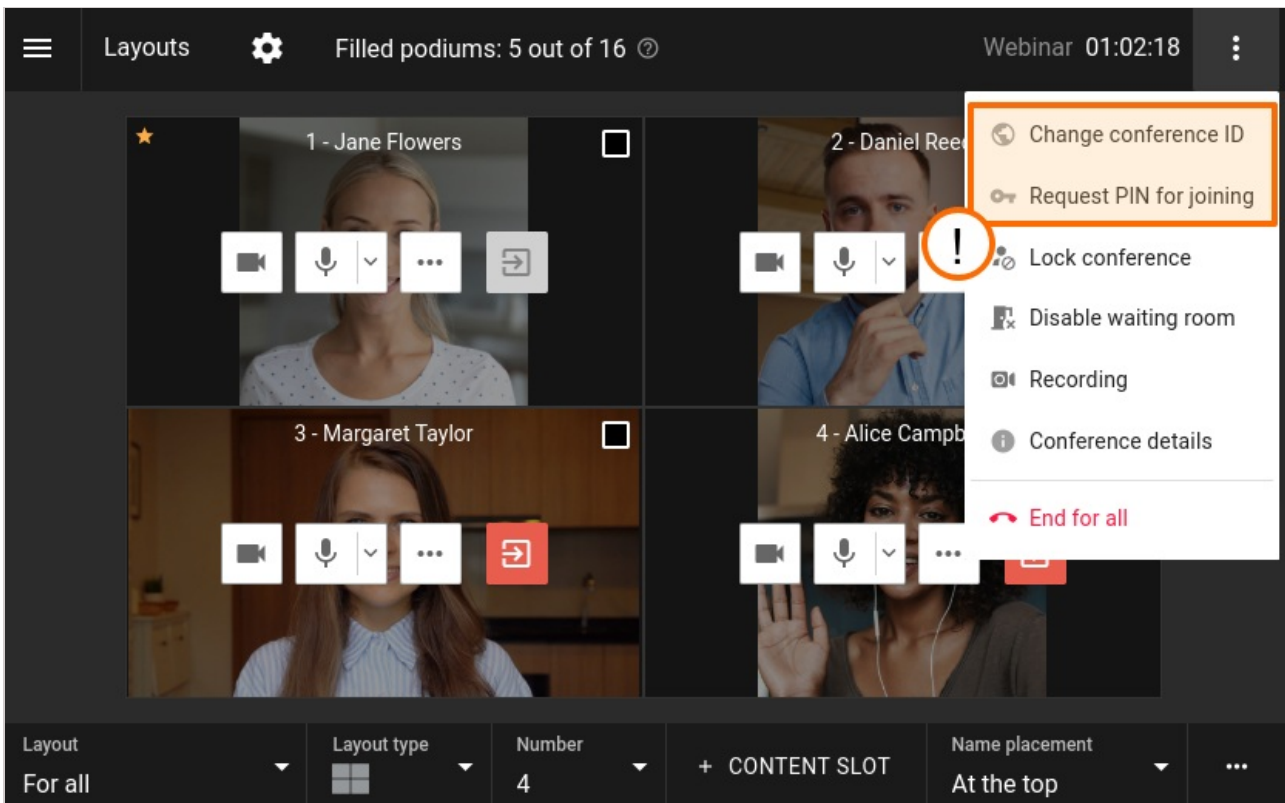 Layouts
Filled podiums: 5 out of 16
Webinar 01:02:18
1 - Jane Flowers
2 - Daniel
Change conference ID
Request PIN for joining
!
Lock conference
Disable waiting room
Recording
Conference details
End for all
3 - Margaret Taylor
4 - Alice
Layout
For all
Layout type
Number
4
+ CONTENT SLOT
Name placement
At the top